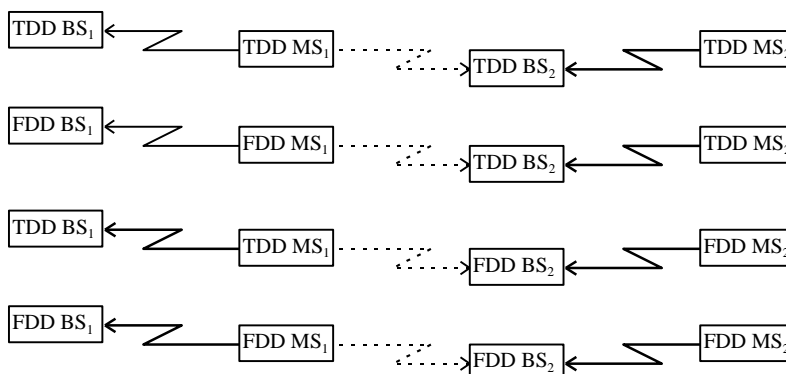 TDD BS₁ TDD MS₁ TDD BS₂ TDD MS₂
FDD BS₁ FDD MS₁ TDD BS₂ TDD MS₂
TDD BS₁ TDD MS₁ FDD BS₂ FDD MS₂
FDD BS₁ FDD MS₁ FDD BS₂ FDD MS₂